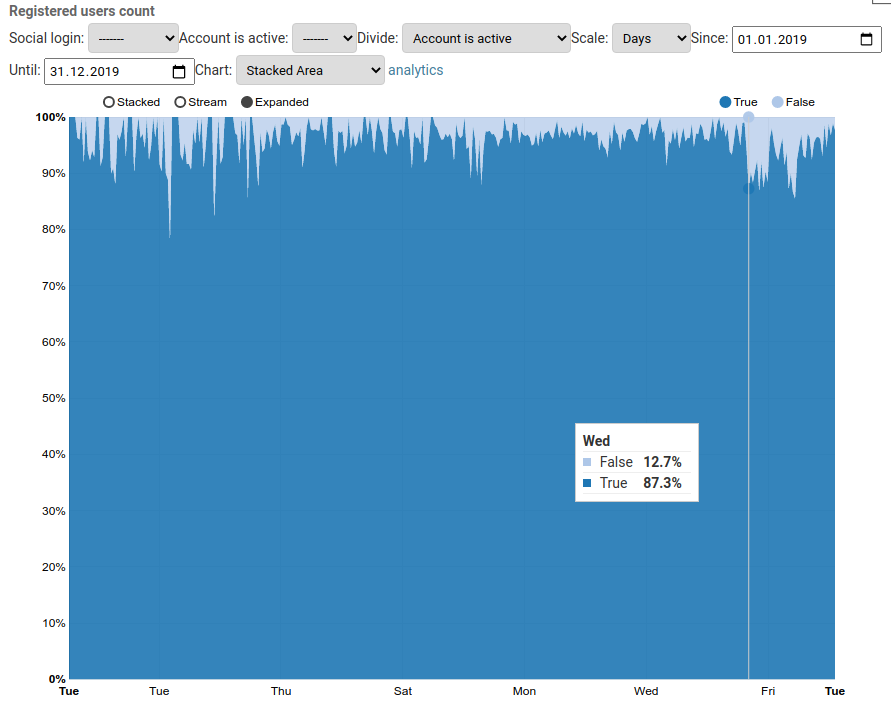 Registered users count
Social login: ------- Account is active: ------- Divide: Account is active Scale: Days Since: 01.01.2019
Until: 31.12.2019 Chart: Stacked Area analytics
Stacked Stream Expanded True False
100%
90%
80%
70%
60%
50%
40%
30%
20%
10%
0%
Wed
False 12.7%
True 87.3%
Tue Tue Thu Sat Mon Wed Fri Tue